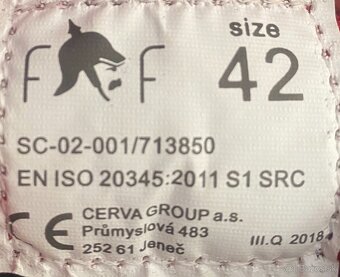 size
F F 42
SC-02-001/713850
EN ISO 20345:2011 S1 SRC
CE CERVA GROUP a.s.
Průmyslová 483
252 61 Jeneč III.Q 2018